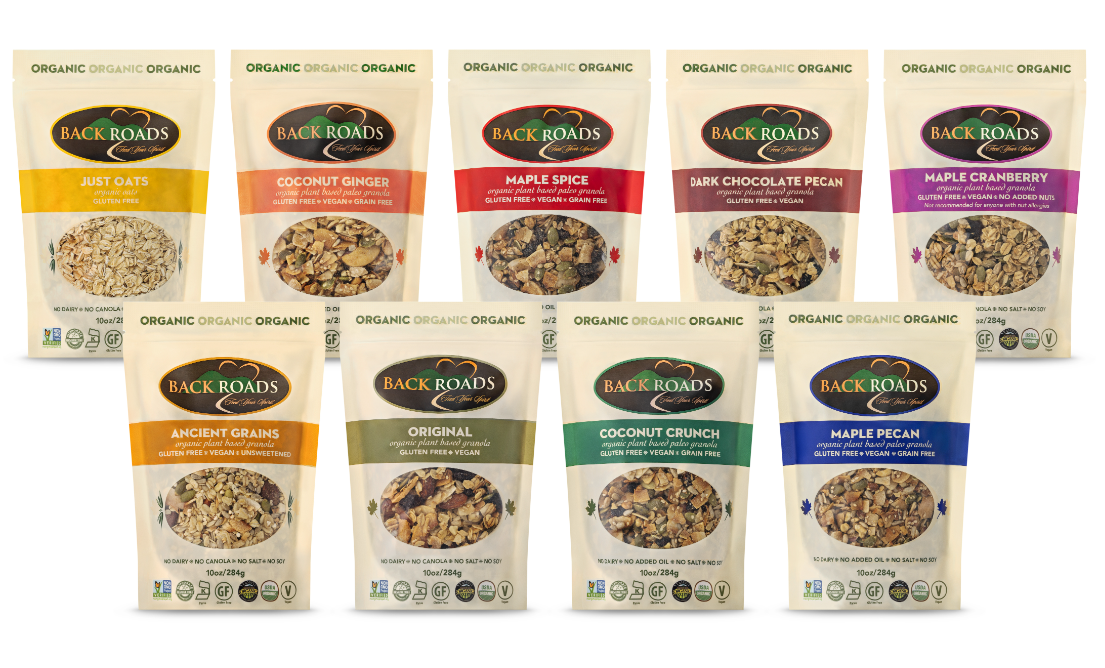 ORGANIC ORGANIC ORGANIC
BACK ROADS
Feed Your Spirit
JUST OATS
organic oats
GLUTEN FREE
NO DAIRY NO CANOLA
ORGANIC ORGANIC ORGANIC
BACK ROADS
Feed Your Spirit
COCONUT GINGER
organic plant based paleo granola
GLUTEN FREE VEGAN GRAIN FREE
ORGANIC ORGANIC ORGANIC
BACK ROADS
Feed Your Spirit
MAPLE SPICE
organic plant based paleo granola
GLUTEN FREE VEGAN GRAIN FREE
ORGANIC ORGANIC ORGANIC
BACK ROADS
Feed Your Spirit
DARK CHOCOLATE PECAN
organic plant based paleo granola
GLUTEN FREE VEGAN
ORGANIC ORGANIC ORGANIC
BACK ROADS
Feed Your Spirit
MAPLE CRANBERRY
organic plant based granola
GLUTEN FREE VEGAN NO ADDED NUTS
Not recommended for anyone with nut allergies
NO SALT NO SOY
GF
V
ORGANIC ORGANIC ORGANIC
BACK ROADS
Feed Your Spirit
ANCIENT GRAINS
organic plant based granola
GLUTEN FREE VEGAN UNSWEETENED
NO DAIRY NO CANOLA NO SALT NO SOY
10oz/284g
GF
V
ORGANIC ORGANIC ORGANIC
BACK ROADS
Feed Your Spirit
ORIGINAL
organic plant based granola
GLUTEN FREE VEGAN
NO DAIRY NO CANOLA NO SALT NO SOY
10oz/284g
GF
V
ORGANIC ORGANIC ORGANIC
BACK ROADS
Feed Your Spirit
COCONUT CRUNCH
organic plant based paleo granola
GLUTEN FREE VEGAN GRAIN FREE
NO DAIRY NO ADDED OIL NO SALT NO SOY
10oz/284g
GF
V
ORGANIC ORGANIC ORGANIC
BACK ROADS
Feed Your Spirit
MAPLE PECAN
organic plant based paleo granola
GLUTEN FREE VEGAN GRAIN FREE
NO DAIRY NO ADDED OIL NO SALT NO SOY
10oz/284g
GF
V